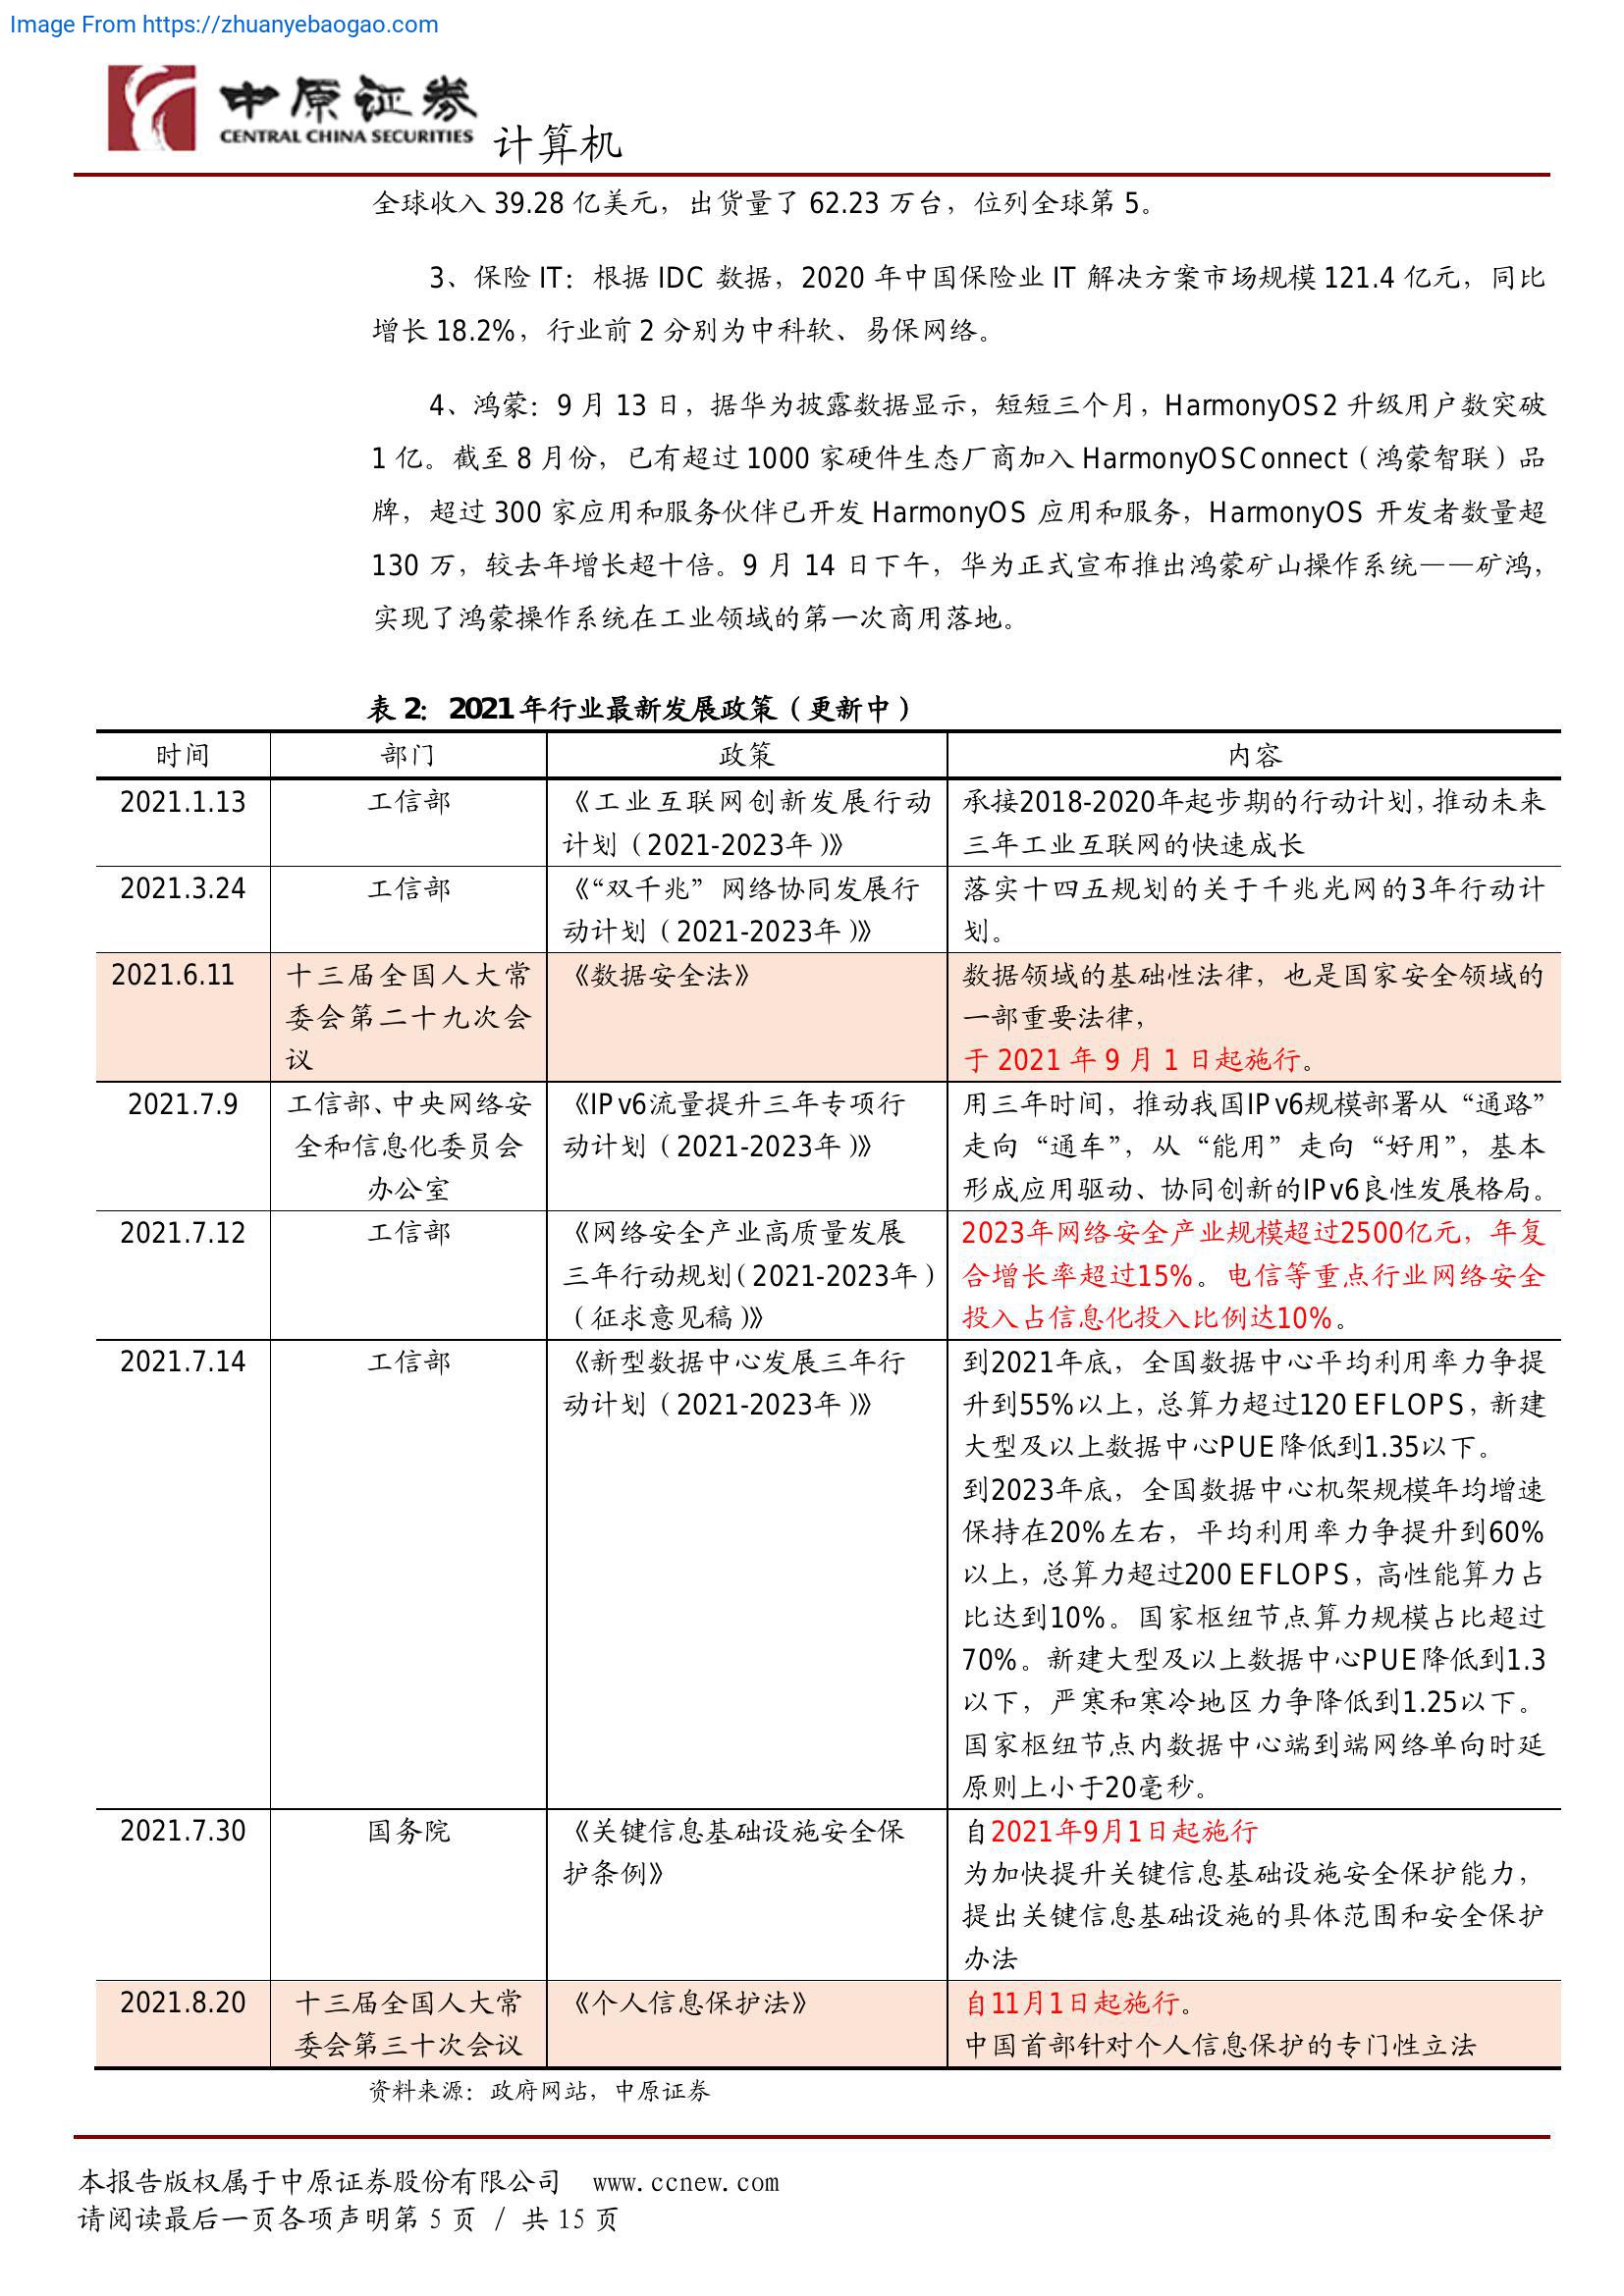 Image From https://zhuanyebaogao.com
中原证券
CENTRAL CHINA SECURITIES
计算机
全球收入 39.28 亿美元，出货量了 62.23 万台，位列全球第 5。
3、保险 IT：根据 IDC 数据，2020 年中国保险业 IT 解决方案市场规模 121.4 亿元，同比
增长 18.2%，行业前 2 分别为中科软、易保网络。
4、鸿蒙：9 月 13 日，据华为披露数据显示，短短三个月，HarmonyOS2 升级用户数突破
1 亿。截至 8 月份，已有超过 1000 家硬件生态厂商加入 HarmonyOSConnect（鸿蒙智联）品
牌，超过 300 家应用和服务伙伴已开发 HarmonyOS 应用和服务，HarmonyOS 开发者数量超
130 万，较去年增长超十倍。9 月 14 日下午，华为正式宣布推出鸿蒙矿山操作系统——矿鸿，
实现了鸿蒙操作系统在工业领域的第一次商用落地。
表 2：2021 年行业最新发展政策（更新中）
时间 部门 政策 内容
2021.1.13 工信部 《工业互联网创新发展行动 承接2018-2020年起步期的行动计划，推动未来
计划（2021-2023年）》 三年工业互联网的快速成长
2021.3.24 工信部 《“双千兆”网络协同发展行 落实十四五规划的关于千兆光网的3年行动计
动计划（2021-2023年）》 划。
2021.6.11 十三届全国人大常 《数据安全法》 数据领域的基础性法律，也是国家安全领域的
委会第二十九次会 一部重要法律，
议 于 2021 年 9 月 1 日起施行。
2021.7.9 工信部、中央网络安 《IPv6流量提升三年专项行 用三年时间，推动我国IPv6规模部署从“通路”
全和信息化委员会 动计划（2021-2023年）》 走向“通车”，从“能用”走向“好用”，基本
办公室 形成应用驱动、协同创新的IPv6良性发展格局。
2021.7.12 工信部 《网络安全产业高质量发展 2023年网络安全产业规模超过2500亿元，年复
三年行动规划（2021-2023年） 合增长率超过15%。电信等重点行业网络安全
（征求意见稿）》 投入占信息化投入比例达10%。
2021.7.14 工信部 《新型数据中心发展三年行 到2021年底，全国数据中心平均利用率力争提
动计划（2021-2023年）》 升到55%以上，总算力超过120 EFLOPS，新建
大型及以上数据中心PUE降低到1.35以下。
到2023年底，全国数据中心机架规模年均增速
保持在20%左右，平均利用率力争提升到60%
以上，总算力超过200 EFLOPS，高性能算力占
比达到10%。国家枢纽节点算力规模占比超过
70%。新建大型及以上数据中心PUE降低到1.3
以下，严寒和寒冷地区力争降低到1.25以下。
国家枢纽节点内数据中心端到端网络单向时延
原则上小于20毫秒。
2021.7.30 国务院 《关键信息基础设施安全保 自2021年9月1日起施行
护条例》 为加快提升关键信息基础设施安全保护能力，
提出关键信息基础设施的具体范围和安全保护
办法
2021.8.20 十三届全国人大常 《个人信息保护法》 自11月1日起施行。
委会第三十次会议 中国首部针对个人信息保护的专门性立法
资料来源：政府网站，中原证券
本报告版权属于中原证券股份有限公司 www.ccnew.com
请阅读最后一页各项声明第 5 页 / 共 15 页